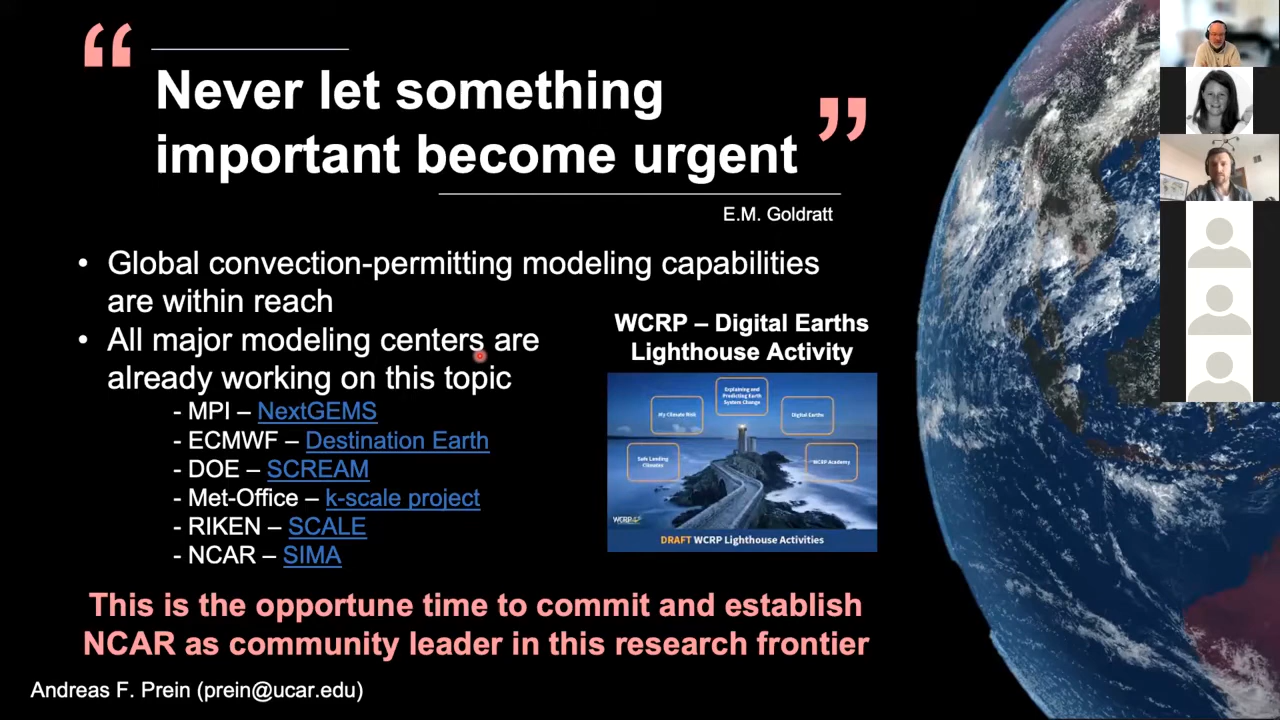 “
Never let something
important become urgent
”
E.M. Goldratt
• Global convection-permitting modeling capabilities
are within reach
• All major modeling centers are
already working on this topic
- MPI – NextGEMS
- ECMWF – Destination Earth
- DOE – SCREAM
- Met-Office – k-scale project
- RIKEN – SCALE
- NCAR – SIMA
WCRP – Digital Earths
Lighthouse Activity
Explaining and
Predicting Earth
System Change
My Climate Risk
Digital Earths
Safe Landing
Climates
WCRP Academy
WCRP
DRAFT WCRP Lighthouse Activities
This is the opportune time to commit and establish
NCAR as community leader in this research frontier
Andreas F. Prein (prein@ucar.edu)